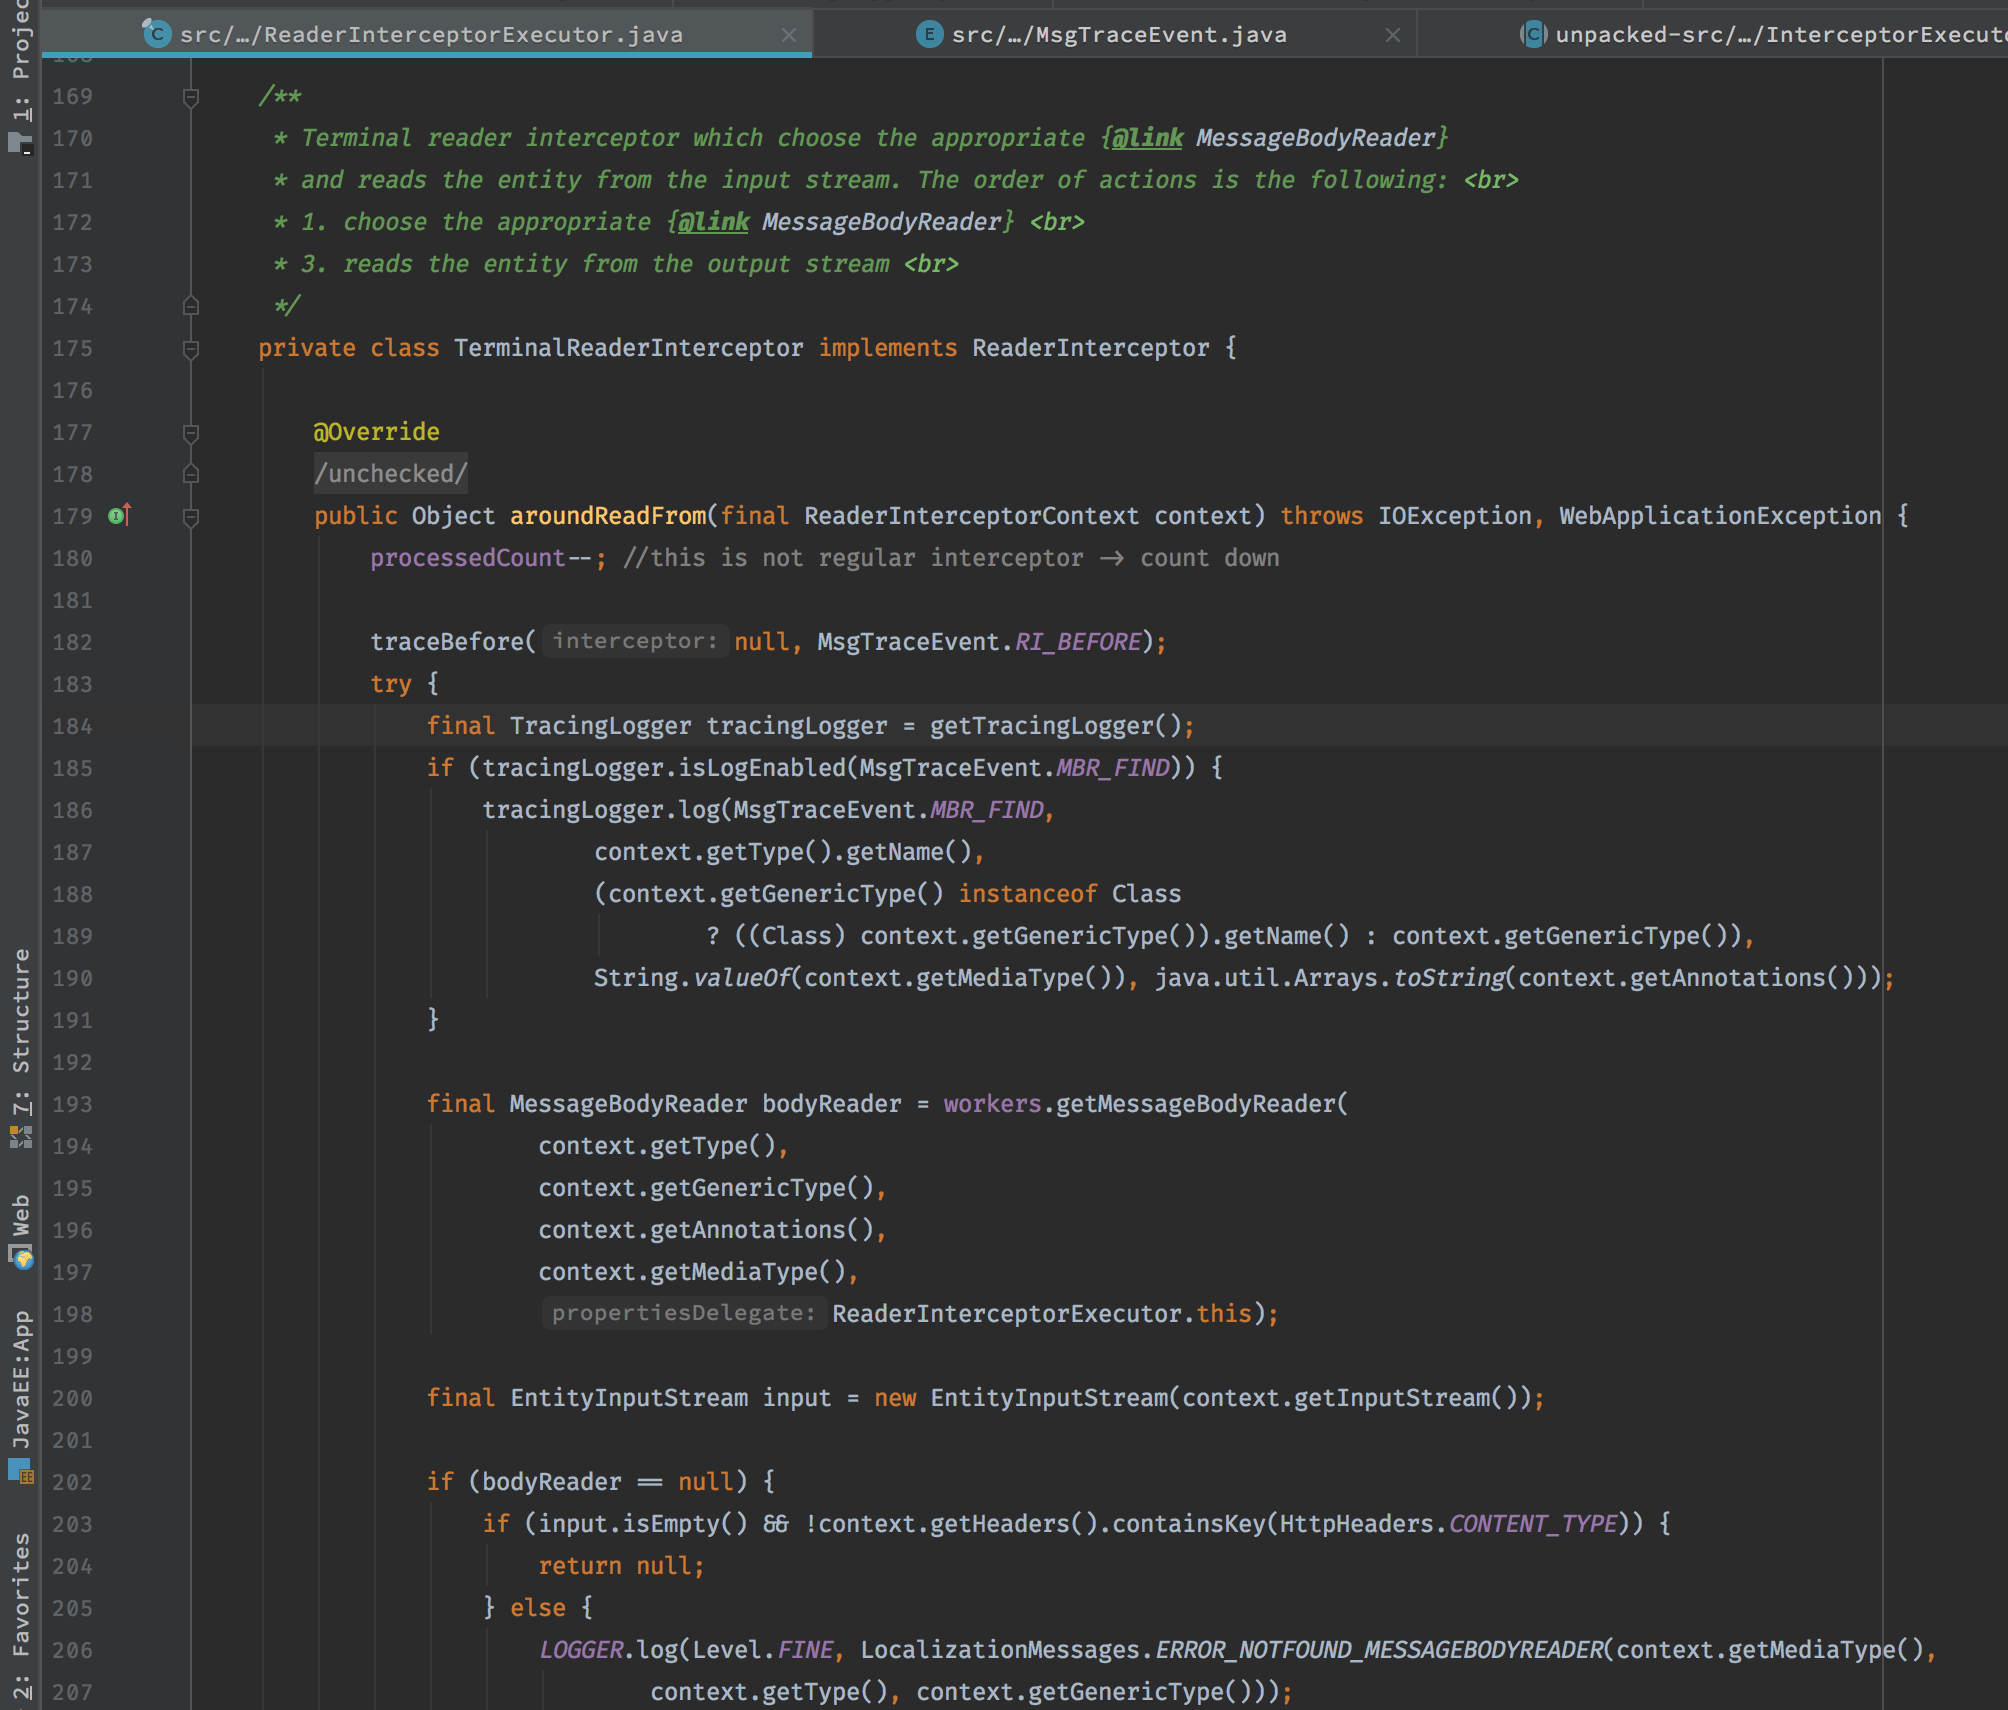 src/…/ReaderInterceptorExecutor.java
src/…/MsgTraceEvent.java
unpacked-src/…/InterceptorExecuto
1: Projec
7: Structure
Web
JavaEE:App
2: Favorites
169 /**
170 * Terminal reader interceptor which choose the appropriate {@link MessageBodyReader}
171 * and reads the entity from the input stream. The order of actions is the following: <br>
172 * 1. choose the appropriate {@link MessageBodyReader} <br>
173 * 3. reads the entity from the output stream <br>
174 */
175 private class TerminalReaderInterceptor implements ReaderInterceptor {
176
177 @Override
178 /unchecked/
179 public Object aroundReadFrom(final ReaderInterceptorContext context) throws IOException, WebApplicationException {
180 processedCount--; //this is not regular interceptor -> count down
181
182 traceBefore( interceptor: null, MsgTraceEvent.RI_BEFORE);
183 try {
184 final TracingLogger tracingLogger = getTracingLogger();
185 if (tracingLogger.isLogEnabled(MsgTraceEvent.MBR_FIND)) {
186 tracingLogger.log(MsgTraceEvent.MBR_FIND,
187 context.getType().getName(),
188 (context.getGenericType() instanceof Class
189 ? ((Class) context.getGenericType()).getName() : context.getGenericType()),
190 String.valueOf(context.getMediaType()), java.util.Arrays.toString(context.getAnnotations()));
191 }
192
193 final MessageBodyReader bodyReader = workers.getMessageBodyReader(
194 context.getType(),
195 context.getGenericType(),
196 context.getAnnotations(),
197 context.getMediaType(),
198 propertiesDelegate: ReaderInterceptorExecutor.this);
199
200 final EntityInputStream input = new EntityInputStream(context.getInputStream());
201
202 if (bodyReader == null) {
203 if (input.isEmpty() && !context.getHeaders().containsKey(HttpHeaders.CONTENT_TYPE)) {
204 return null;
205 } else {
206 LOGGER.log(Level.FINE, LocalizationMessages.ERROR_NOTFOUND_MESSAGEBODYREADER(context.getMediaType(),
207 context.getType(), context.getGenericType()));